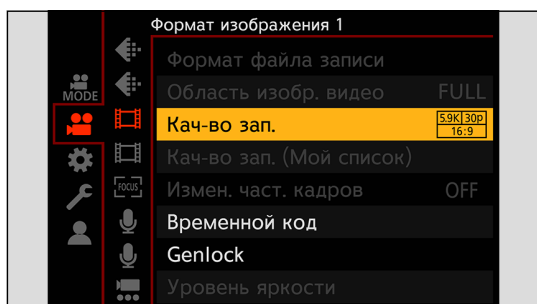 Формат изображения 1
Формат файла записи
MODE
Область изобр. видео FULL
Кач-во зап. 5.9K 30p 16:9
Кач-во зап. (Мой список)
FOCUS
Измен. част. кадров OFF
Временной код
Genlock
Уровень яркости